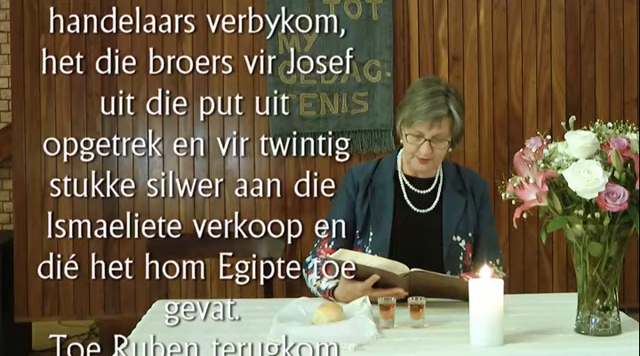 handelaars verbykom,
het die broers vir Josef
uit die put uit
opgetrek en vir twintig
stukke silwer aan die
Ismaeliete verkoop en
dié het hom Egipte toe
gevat.
Toe Ruben terugkom
TOT
MY
GEDAG
TENIS